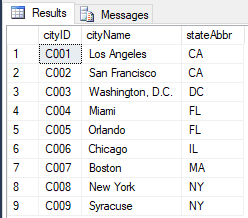 Results Messages
cityID cityName stateAbbr
1 C001 Los Angeles CA
2 C002 San Francisco CA
3 C003 Washington, D.C. DC
4 C004 Miami FL
5 C005 Orlando FL
6 C006 Chicago IL
7 C007 Boston MA
8 C008 New York NY
9 C009 Syracuse NY